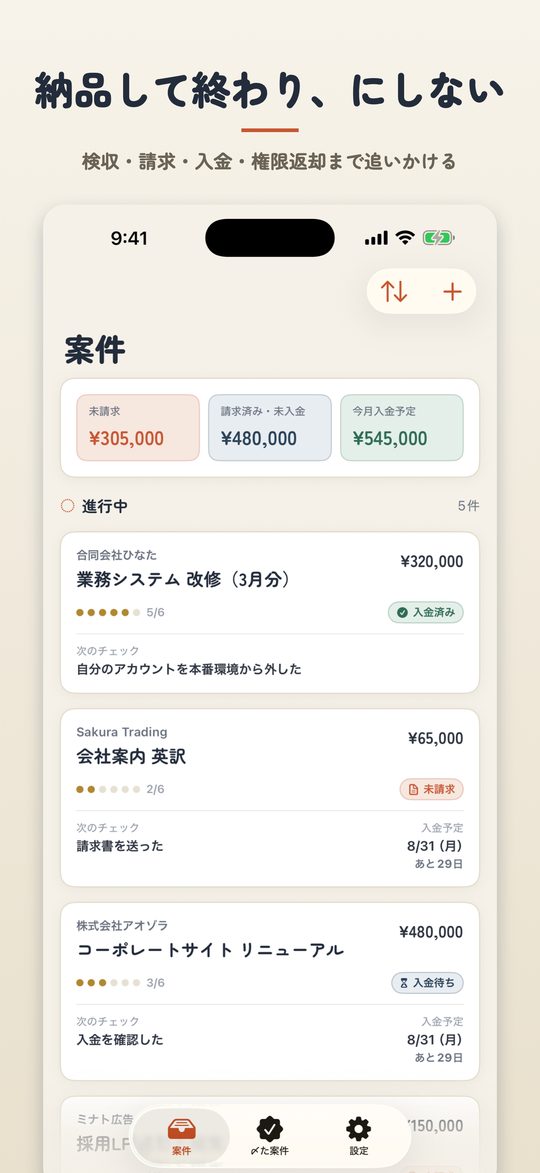 納品して終わり、にしない
検収・請求・入金・権限返却まで追いかける
9:41
案件
未請求
¥305,000
請求済み・未入金
¥480,000
今月入金予定
¥545,000
進行中
5件
合同会社ひなた
¥320,000
業務システム 改修（3月分）
5/6
入金済み
次のチェック
自分のアカウントを本番環境から外した
Sakura Trading
¥65,000
会社案内 英訳
2/6
未請求
次のチェック
入金予定
請求書を送った
8/31 (月)
あと29日
株式会社アオゾラ
¥480,000
コーポレートサイト リニューアル
3/6
入金待ち
次のチェック
入金予定
入金を確認した
8/31 (月)
あと29日
ミナト広告
¥150,000
採用LP
案件
〆た案件
設定